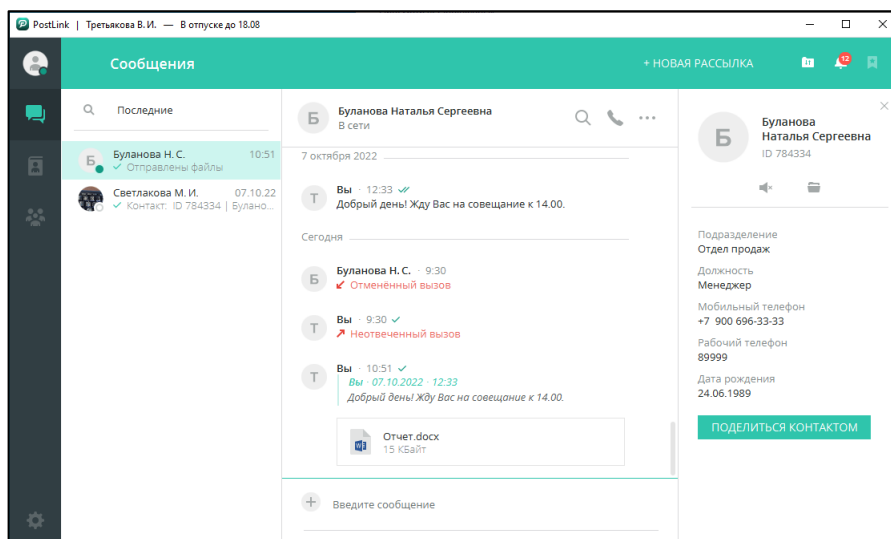 PostLink | Третьякова В. И. — В отпуске до 18.08
Сообщения
+ НОВАЯ РАССЫЛКА
12
Последние
Буланова Н. С. 10:51
Отправлены файлы
Светлакова М. И. 07.10.22
Контакт: ID 784334 | Булано...
Б
Б
Буланова Наталья Сергеевна
В сети
7 октября 2022
Т
Вы · 12:33
Добрый день! Жду Вас на совещание к 14.00.
Сегодня
Б
Буланова Н. С. · 9:30
Отменённый вызов
Т
Вы · 9:30
Неотвеченный вызов
Т
Вы · 10:51
Вы · 07.10.2022 · 12:33
Добрый день! Жду Вас на совещание к 14.00.
Отчет.docx
15 КБайт
Введите сообщение
Б
Буланова
Наталья Сергеевна
ID 784334
Подразделение
Отдел продаж
Должность
Менеджер
Мобильный телефон
+7 900 696-33-33
Рабочий телефон
89999
Дата рождения
24.06.1989
ПОДЕЛИТЬСЯ КОНТАКТОМ